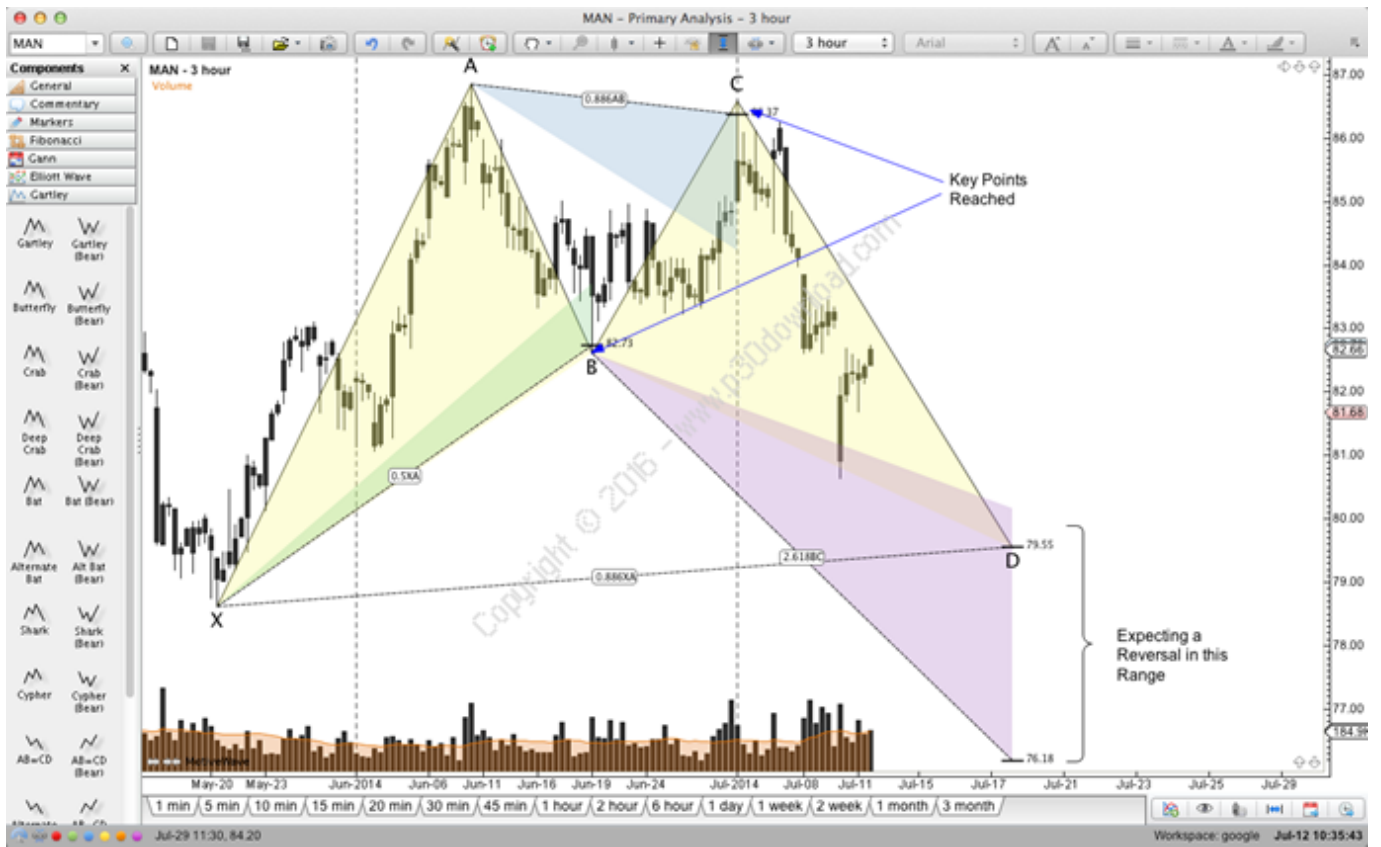 MAN - Primary Analysis - 3 hour
MAN
3 hour
Arial
Components
General
Commentary
Markers
Fibonacci
Gann
Elliott Wave
Gartley
Gartley
Gartley (Bear)
Butterfly
Butterfly (Bear)
Crab
Crab (Bear)
Deep Crab
Deep Crab (Bear)
Bat
Bat (Bear)
Alternate Bat
Alt Bat (Bear)
Shark
Shark (Bear)
Cypher
Cypher (Bear)
AB=CD
AB=CD (Bear)
MAN - 3 hour
Volume
A
C
0.886AB
Key Points
Reached
82.73
B
0.5XA
2.618BC
79.55
D
0.886XA
X
Expecting a
Reversal in this
Range
76.18
MotiveWave
Copyright © 2016 - www.p30download.com
87.00
86.00
85.00
84.00
83.00
82.66
82.00
81.68
81.00
80.00
79.00
78.00
77.00
May-20 May-23 Jun-2014 Jun-06 Jun-11 Jun-16 Jun-19 Jun-24 Jul-2014 Jul-08 Jul-11 Jul-15 Jul-17 Jul-21 Jul-23 Jul-25 Jul-29
1 min 5 min 10 min 15 min 20 min 30 min 45 min 1 hour 2 hour 6 hour 1 day 1 week 2 week 1 month 3 month
Jul-29 11:30, 84.20
Workspace: google Jul-12 10:35:43